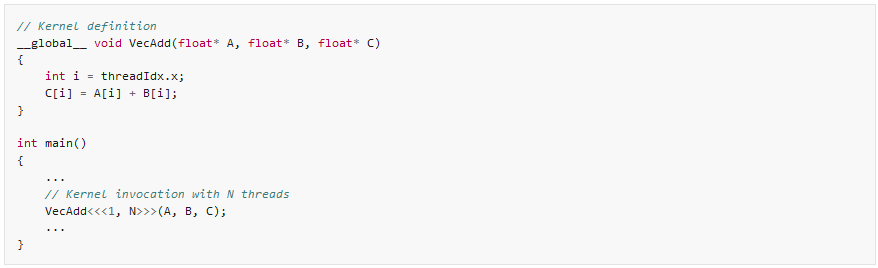 // Kernel definition
__global__ void VecAdd(float* A, float* B, float* C)
{
    int i = threadIdx.x;
    C[i] = A[i] + B[i];
}

int main()
{
    ...
    // Kernel invocation with N threads
    VecAdd<<<1, N>>>(A, B, C);
    ...
}